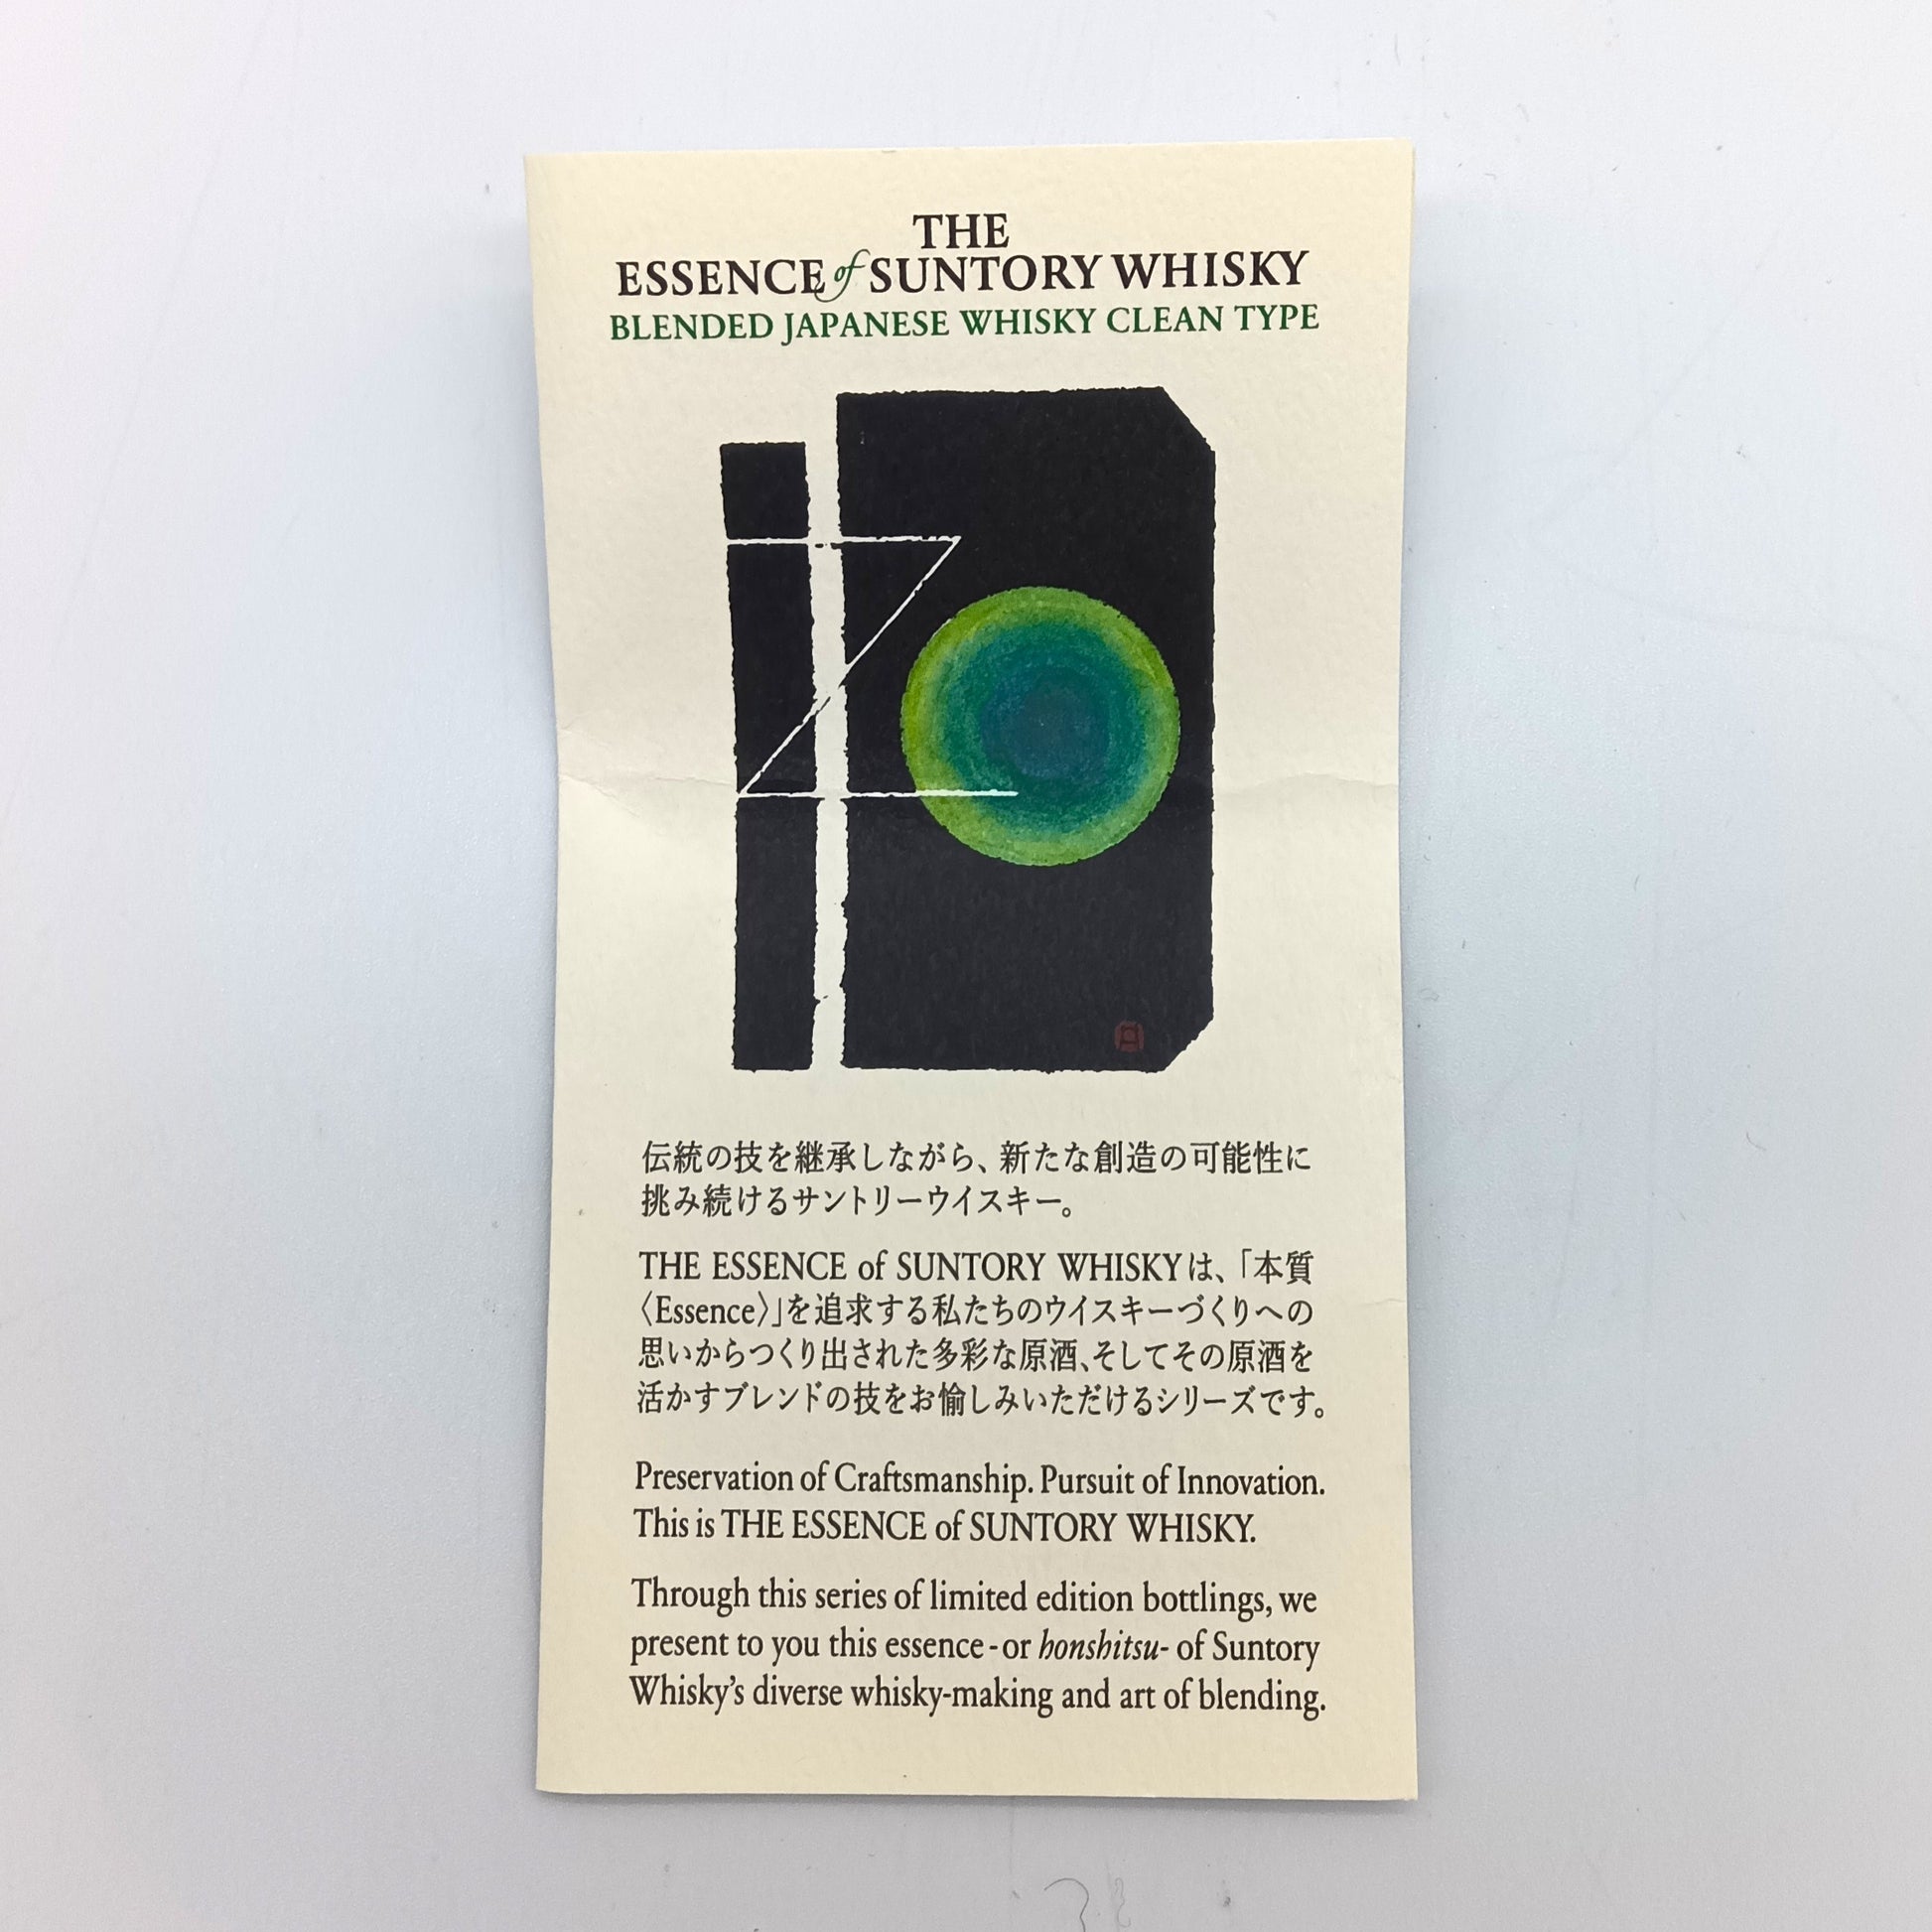 THE
ESSENCE of SUNTORY WHISKY
BLENDED JAPANESE WHISKY CLEAN TYPE
伝統の技を継承しながら、新たな創造の可能性に
挑み続けるサントリーウイスキー。
THE ESSENCE of SUNTORY WHISKYは、「本質
〈Essence〉」を追求する私たちのウイスキーづくりへの
思いからつくり出された多彩な原酒、そしてその原酒を
活かすブレンドの技をお愉しみいただけるシリーズです。
Preservation of Craftsmanship. Pursuit of Innovation.
This is THE ESSENCE of SUNTORY WHISKY.
Through this series of limited edition bottlings, we
present to you this essence - or honshitsu- of Suntory
Whisky's diverse whisky-making and art of blending.